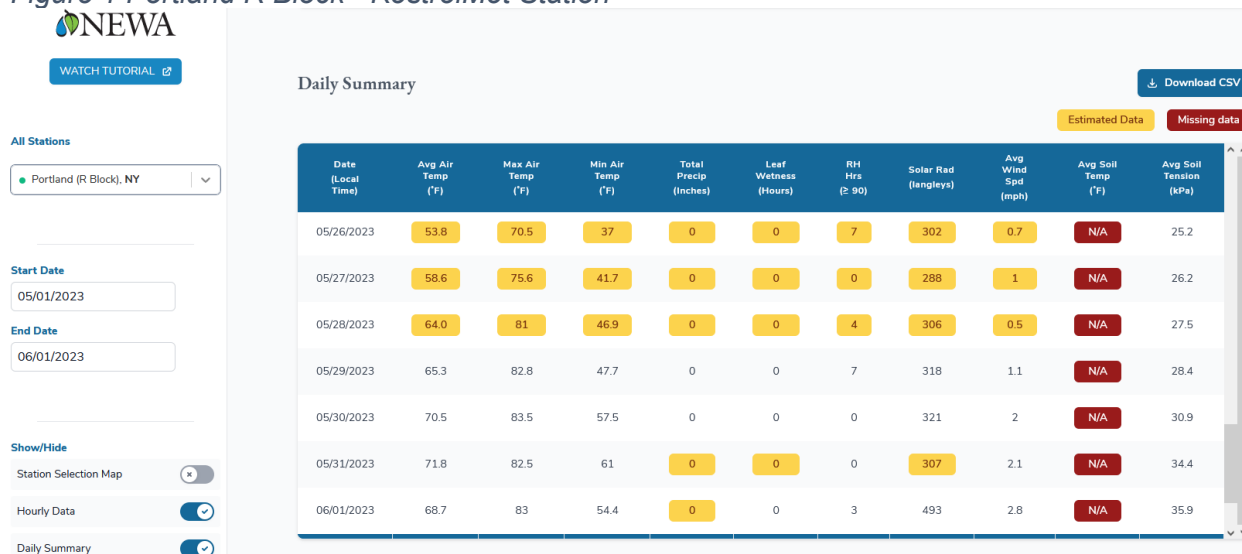 Figure 1 Portland R Block - KestrelMet Station
NEWA
WATCH TUTORIAL
All Stations
Portland (R Block), NY
Start Date
05/01/2023
End Date
06/01/2023
Show/Hide
Station Selection Map
Hourly Data
Daily Summary
Daily Summary
Download CSV
Estimated Data Missing data
Date (Local Time) Avg Air Temp (˚F) Max Air Temp (˚F) Min Air Temp (˚F) Total Precip (Inches) Leaf Wetness (Hours) RH Hrs (≥ 90) Solar Rad (langleys) Avg Wind Spd (mph) Avg Soil Temp (˚F) Avg Soil Tension (kPa)
05/26/2023 53.8 70.5 37 0 0 7 302 0.7 N/A 25.2
05/27/2023 58.6 75.6 41.7 0 0 0 288 1 N/A 26.2
05/28/2023 64.0 81 46.9 0 0 4 306 0.5 N/A 27.5
05/29/2023 65.3 82.8 47.7 0 0 7 318 1.1 N/A 28.4
05/30/2023 70.5 83.5 57.5 0 0 0 321 2 N/A 30.9
05/31/2023 71.8 82.5 61 0 0 0 307 2.1 N/A 34.4
06/01/2023 68.7 83 54.4 0 0 3 493 2.8 N/A 35.9